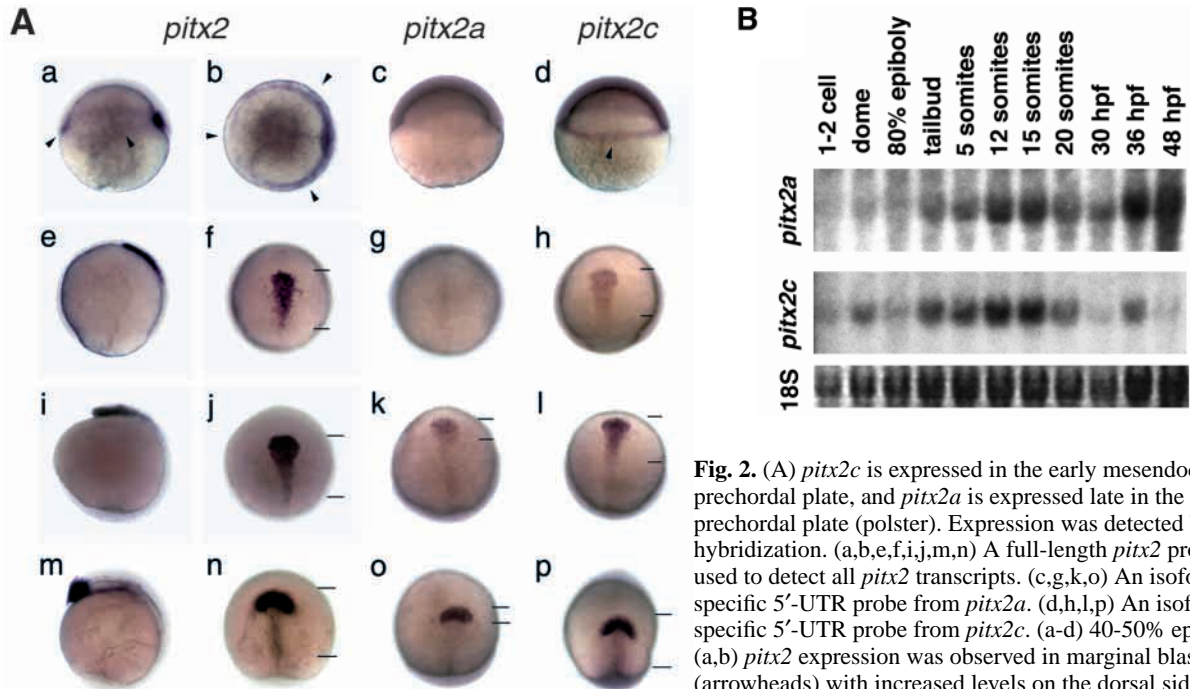 A
pitx2
pitx2a
pitx2c
a
b
c
d
e
f
g
h
i
j
k
l
m
n
o
p
B
1-2 cell
dome
80% epiboly
tailbud
5 somites
12 somites
15 somites
20 somites
30 hpf
36 hpf
48 hpf
pitx2a
pitx2c
18S
Fig. 2. (A) pitx2c is expressed in the early mesendo
prechordal plate, and pitx2a is expressed late in the
prechordal plate (polster). Expression was detected
hybridization. (a,b,e,f,i,j,m,n) A full-length pitx2 pro
used to detect all pitx2 transcripts. (c,g,k,o) An isofo
specific 5′-UTR probe from pitx2a. (d,h,l,p) An isof
specific 5′-UTR probe from pitx2c. (a-d) 40-50% ep
(a,b) pitx2 expression was observed in marginal blas
(arrowheads) with increased levels on the dorsal sid